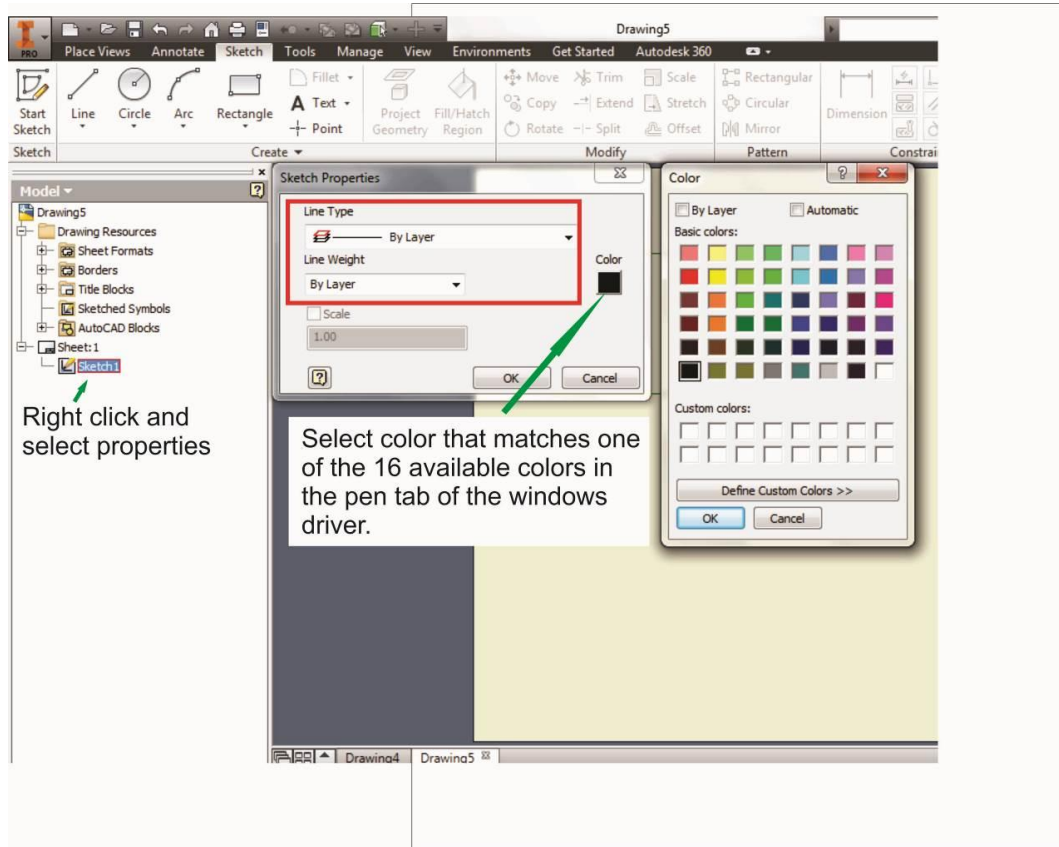 Drawing5
PRO
Place Views Annotate Sketch Tools Manage View Environments Get Started Autodesk 360
Start Sketch
Line
Circle
Arc
Rectangle
Fillet
A Text
Point
Project Geometry
Fill/Hatch Region
Move Trim Scale
Copy Extend Stretch
Rotate Split Offset
Rectangular
Circular
Mirror
Dimension
Sketch Create Modify Pattern Constrai
Model
Drawing5
Drawing Resources
Sheet Formats
Borders
Title Blocks
Sketched Symbols
AutoCAD Blocks
Sheet:1
Sketch1
Right click and
select properties
Sketch Properties
Line Type
By Layer
Line Weight
By Layer
Color
Scale
1.00
OK Cancel
Select color that matches one
of the 16 available colors in
the pen tab of the windows
driver.
Color
By Layer Automatic
Basic colors:
Custom colors:
Define Custom Colors >>
OK Cancel
Drawing4 Drawing5